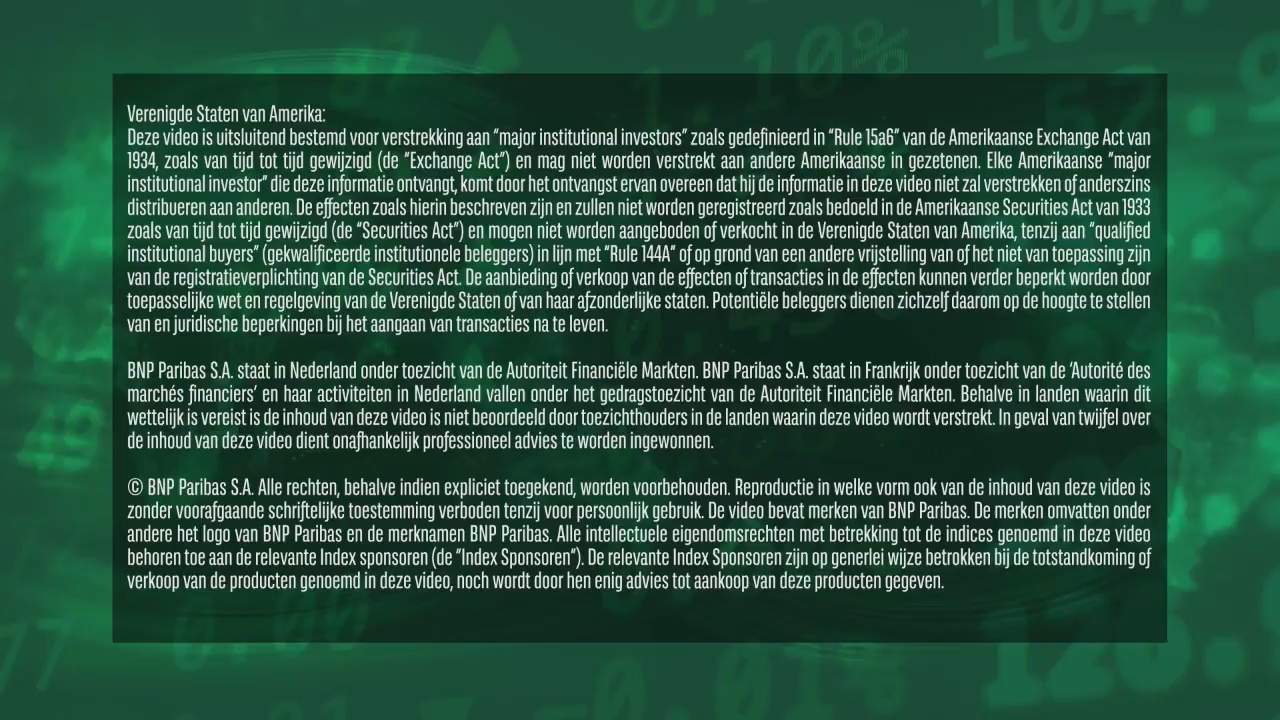 Verenigde Staten van Amerika:
Deze video is uitsluitend bestemd voor verstrekking aan “major institutional investors” zoals gedefinieerd in “Rule 15a6” van de Amerikaanse Exchange Act van
1934, zoals van tijd tot tijd gewijzigd (de “Exchange Act”) en mag niet worden verstrekt aan andere Amerikaanse in gezetenen. Elke Amerikaanse “major
institutional investor” die deze informatie ontvangt, komt door het ontvangst ervan overeen dat hij de informatie in deze video niet zal verstrekken of anderszins
distribueren aan anderen. De effecten zoals hierin beschreven zijn en zullen niet worden geregistreerd zoals bedoeld in de Amerikaanse Securities Act van 1933
zoals van tijd tot tijd gewijzigd (de “Securities Act”) en mogen niet worden aangeboden of verkocht in de Verenigde Staten van Amerika, tenzij aan “qualified
institutional buyers” (gekwalificeerde institutionele beleggers) in lijn met “Rule 144A” of op grond van een andere vrijstelling van of het niet van toepassing zijn
van de registratieverplichting van de Securities Act. De aanbieding of verkoop van de effecten of transacties in de effecten kunnen verder beperkt worden door
toepasselijke wet en regelgeving van de Verenigde Staten of van haar afzonderlijke staten. Potentiële beleggers dienen zichzelf daarom op de hoogte te stellen
van en juridische beperkingen bij het aangaan van transacties na te leven.
BNP Paribas S.A. staat in Nederland onder toezicht van de Autoriteit Financiële Markten. BNP Paribas S.A. staat in Frankrijk onder toezicht van de ‘Autorité des
marchés financiers’ en haar activiteiten in Nederland vallen onder het gedragstoezicht van de Autoriteit Financiële Markten. Behalve in landen waarin dit
wettelijk is vereist is de inhoud van deze video is niet beoordeeld door toezichthouders in de landen waarin deze video wordt verstrekt. In geval van twijfel over
de inhoud van deze video dient onafhankelijk professioneel advies te worden ingewonnen.
© BNP Paribas S.A. Alle rechten, behalve indien expliciet toegekend, worden voorbehouden. Reproductie in welke vorm ook van de inhoud van deze video is
zonder voorafgaande schriftelijke toestemming verboden tenzij voor persoonlijk gebruik. De video bevat merken van BNP Paribas. De merken omvatten onder
andere het logo van BNP Paribas en de merknamen BNP Paribas. Alle intellectuele eigendomsrechten met betrekking tot de indices genoemd in deze video
behoren toe aan de relevante Index sponsoren (de “Index Sponsoren”). De relevante Index Sponsoren zijn op generlei wijze betrokken bij de totstandkoming of
verkoop van de producten genoemd in deze video, noch wordt door hen enig advies tot aankoop van deze producten gegeven.